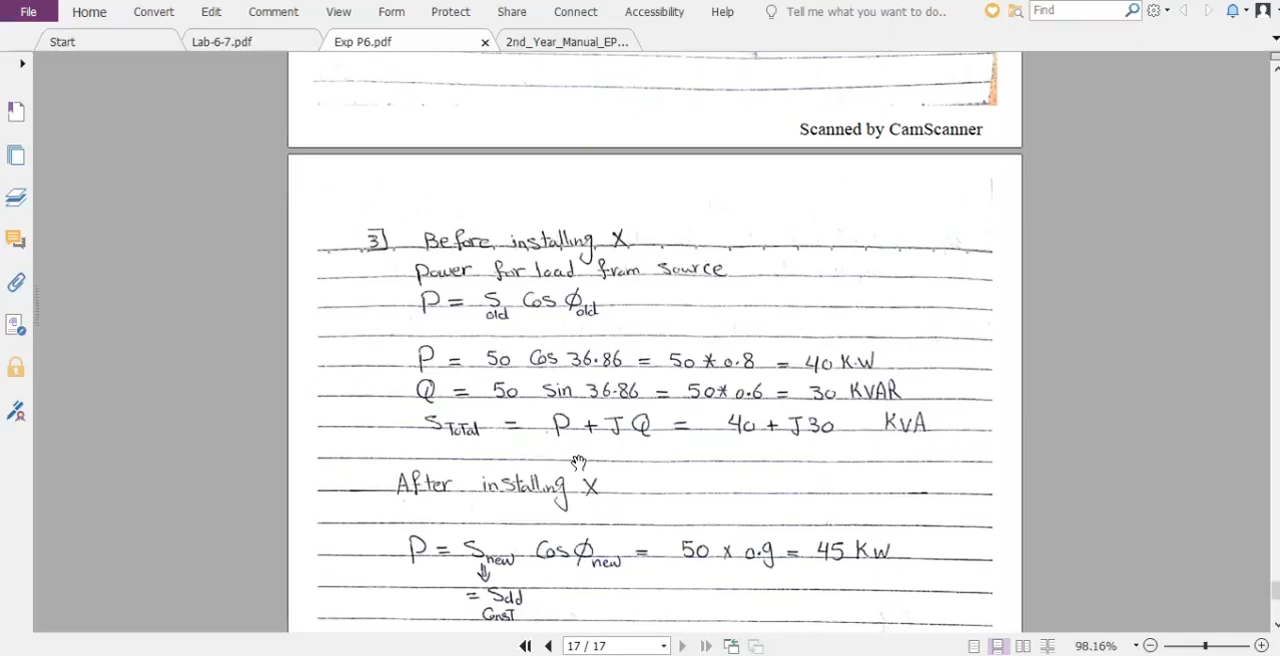 File Home Convert Edit Comment View Form Protect Share Connect Accessibility Help Tell me what you want to do.. Find
Start Lab-6-7.pdf Exp P6.pdf 2nd_Year_Manual_EP...
Scanned by CamScanner
3] Before installing X
Power for load from source
P = S old Cos ϕ old
P = 50 Cos 36.86 = 50 * 0.8 = 40 K.W
Q = 50 sin 36.86 = 50 * 0.6 = 30 KVAR
S Total = P + J Q = 40 + J 30 KVA
After installing X
P = S new Cos ϕ new = 50 x 0.9 = 45 KW
⇓
= Sold
Const
17 / 17 98.16%